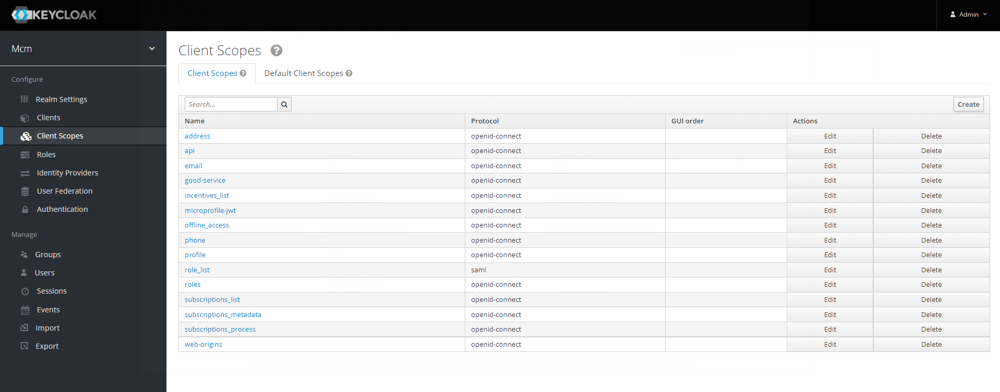 KEYCLOAK
Admin
Mcm
Configure
Realm Settings
Clients
Client Scopes
Roles
Identity Providers
User Federation
Authentication
Manage
Groups
Users
Sessions
Events
Import
Export
Client Scopes ?
Client Scopes ? Default Client Scopes ?
Search...
Create
Name Protocol GUI order Actions
address openid-connect Edit Delete
api openid-connect Edit Delete
email openid-connect Edit Delete
good-service openid-connect Edit Delete
incentives_list openid-connect Edit Delete
microprofile-jwt openid-connect Edit Delete
offline_access openid-connect Edit Delete
phone openid-connect Edit Delete
profile openid-connect Edit Delete
role_list saml Edit Delete
roles openid-connect Edit Delete
subscriptions_list openid-connect Edit Delete
subscriptions_metadata openid-connect Edit Delete
subscriptions_process openid-connect Edit Delete
web-origins openid-connect Edit Delete